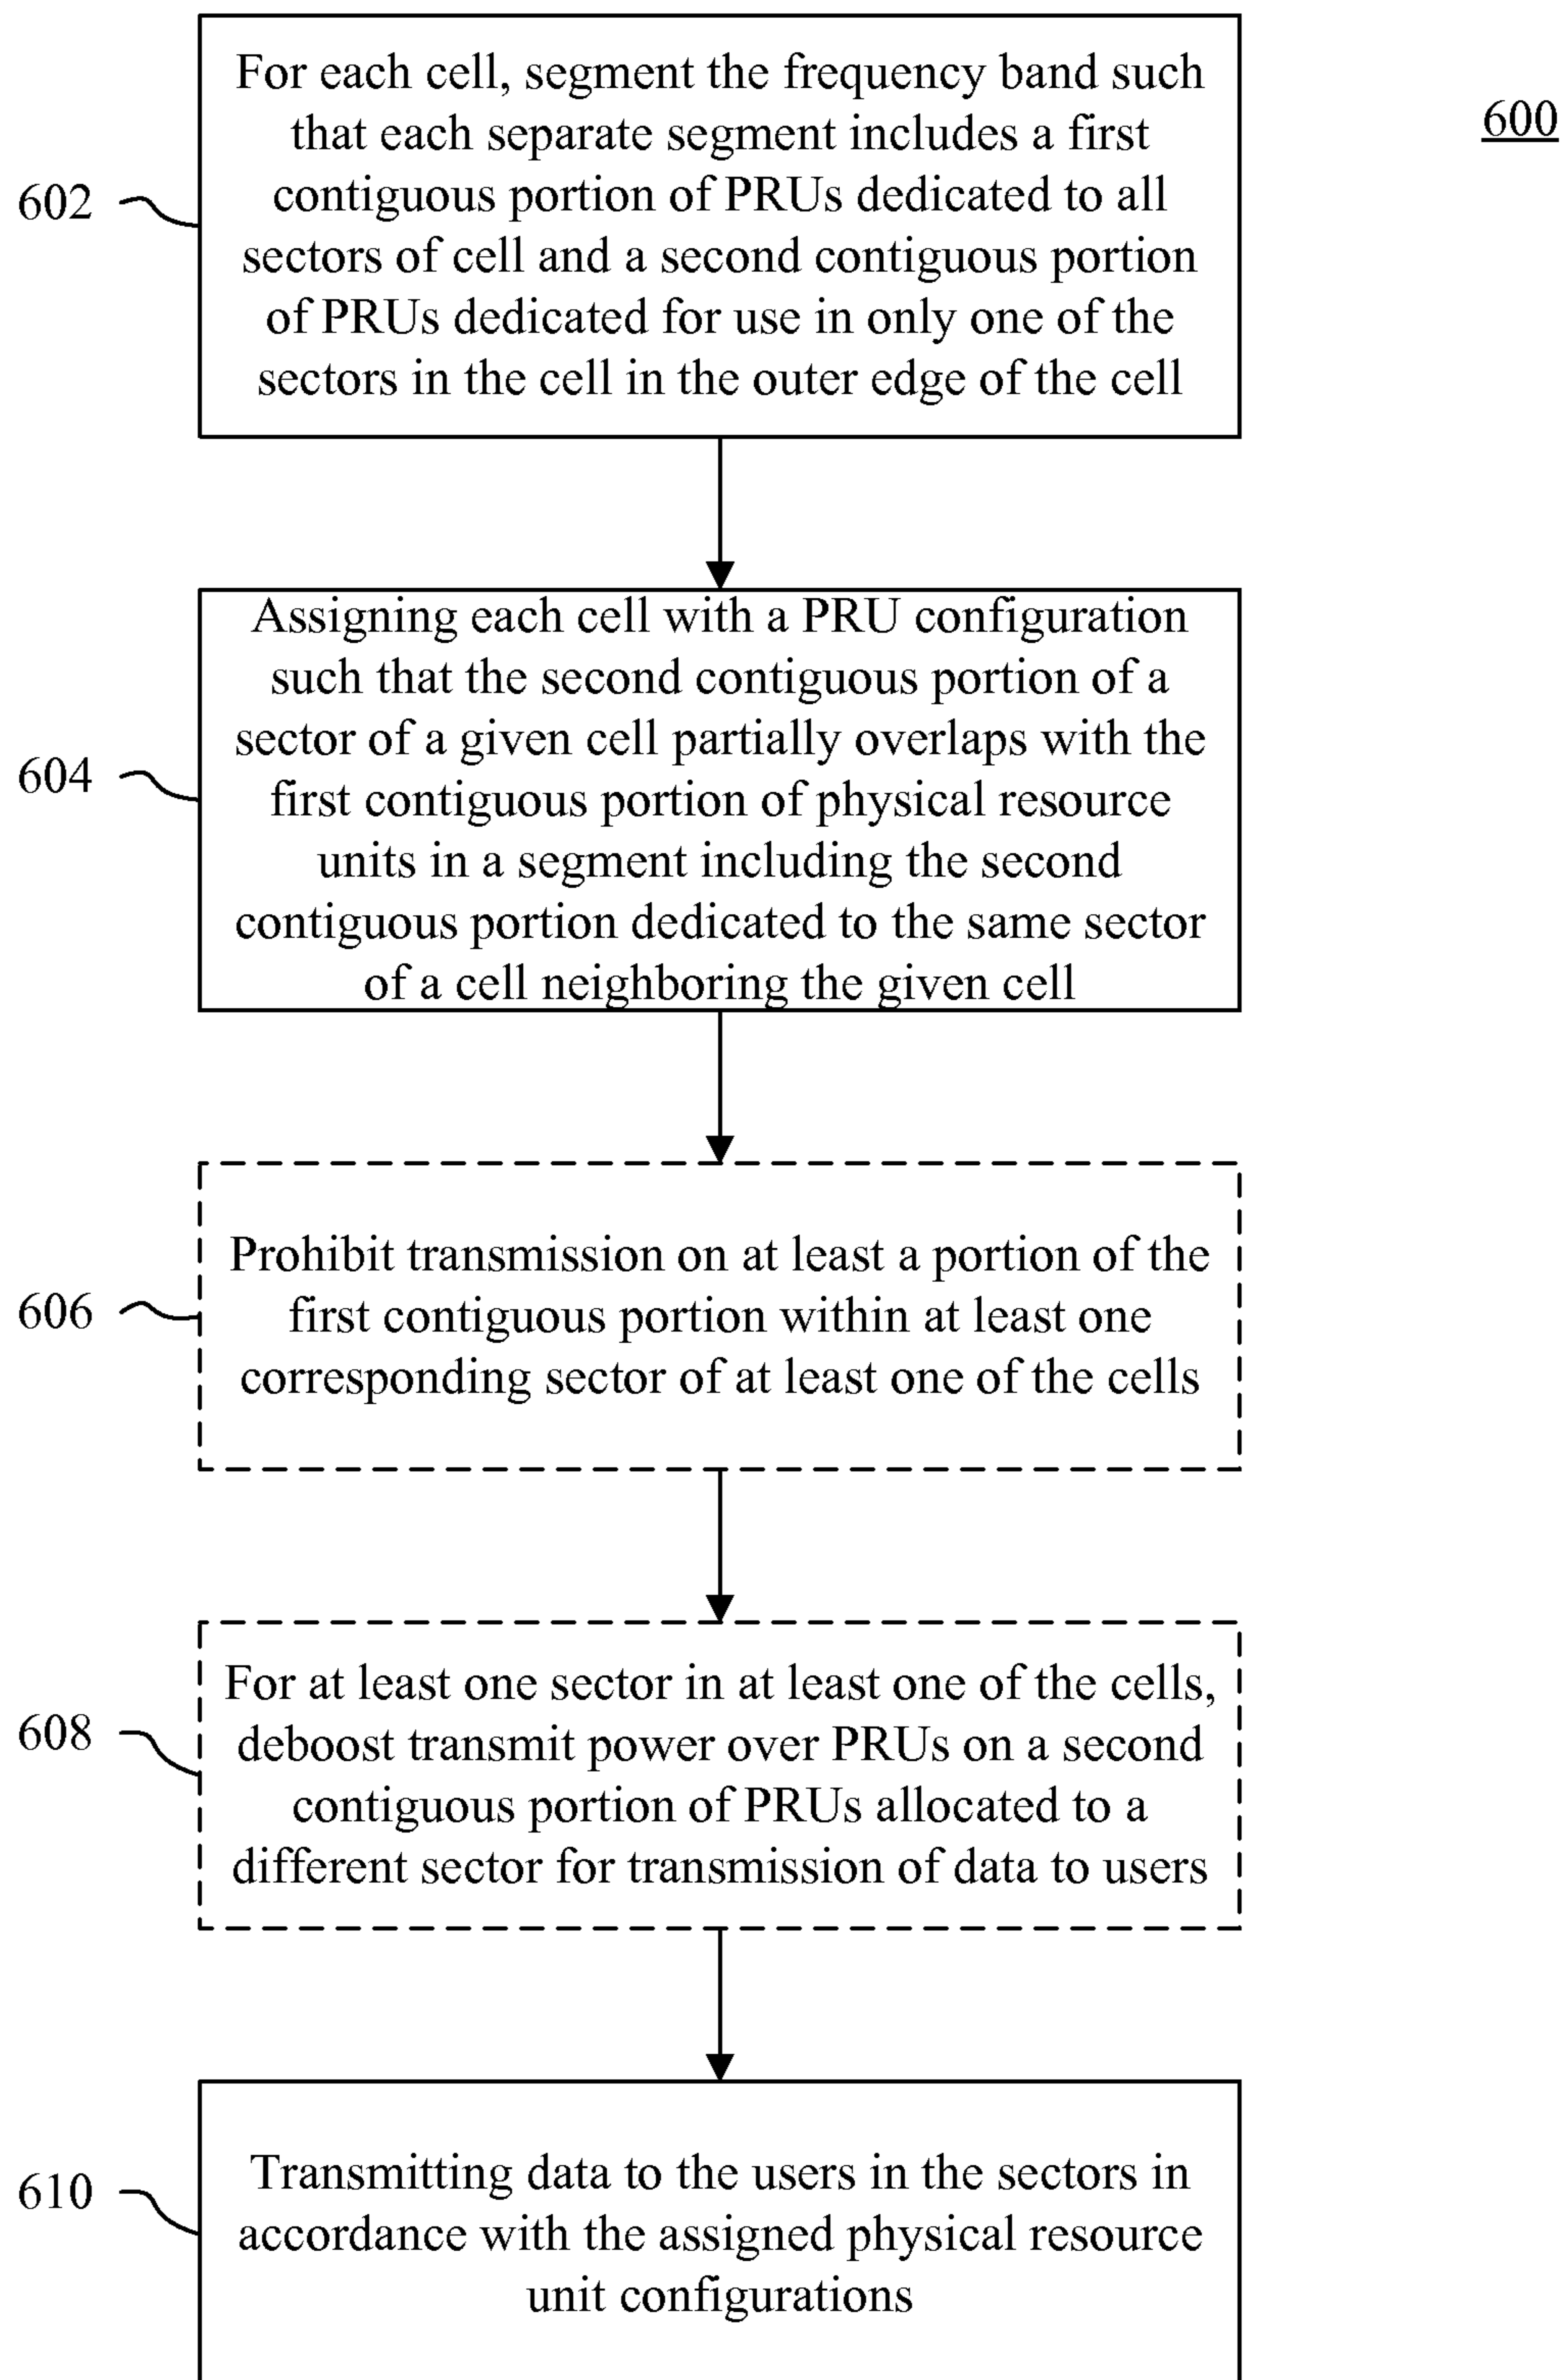 For each cell, segment the frequency band such
that each separate segment includes a first
contiguous portion of PRUs dedicated to all
sectors of cell and a second contiguous portion
of PRUs dedicated for use in only one of the
sectors in the cell in the outer edge of the cell
600
602
Assigning each cell with a PRU configuration
such that the second contiguous portion of a
sector of a given cell partially overlaps with the
first contiguous portion of physical resource
units in a segment including the second
contiguous portion dedicated to the same sector
of a cell neighboring the given cell
604
Prohibit transmission on at least a portion of the
first contiguous portion within at least one
corresponding sector of at least one of the cells
606
For at least one sector in at least one of the cells,
deboost transmit power over PRUs on a second
contiguous portion of PRUs allocated to a
different sector for transmission of data to users
608
Transmitting data to the users in the sectors in
accordance with the assigned physical resource
unit configurations
610